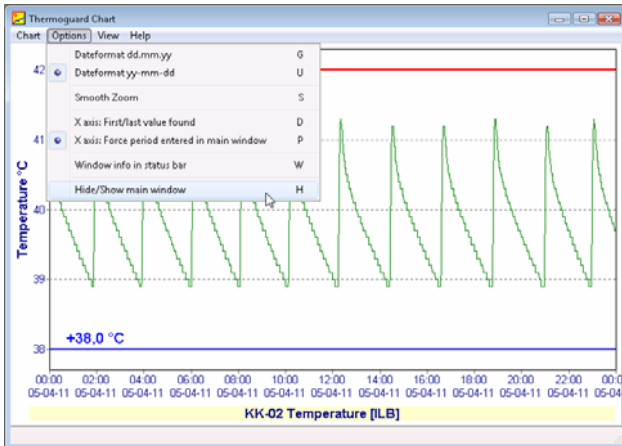 Thermoguard Chart
Chart Options View Help
Dateformat dd.mm.yy G
Dateformat yy-mm-dd U
Smooth Zoom S
X axis: First/last value found D
X axis: Force period entered in main window P
Window info in status bar W
Hide/Show main window H
42
41
40
39
38
Temperature °C
+38,0 °C
00:00 02:00 04:00 06:00 08:00 10:00 12:00 14:00 16:00 18:00 20:00 22:00 00:0
05-04-11 05-04-11 05-04-11 05-04-11 05-04-11 05-04-11 05-04-11 05-04-11 05-04-11 05-04-11 05-04-11 05-04-11 05-04
KK-02 Temperature [ILB]